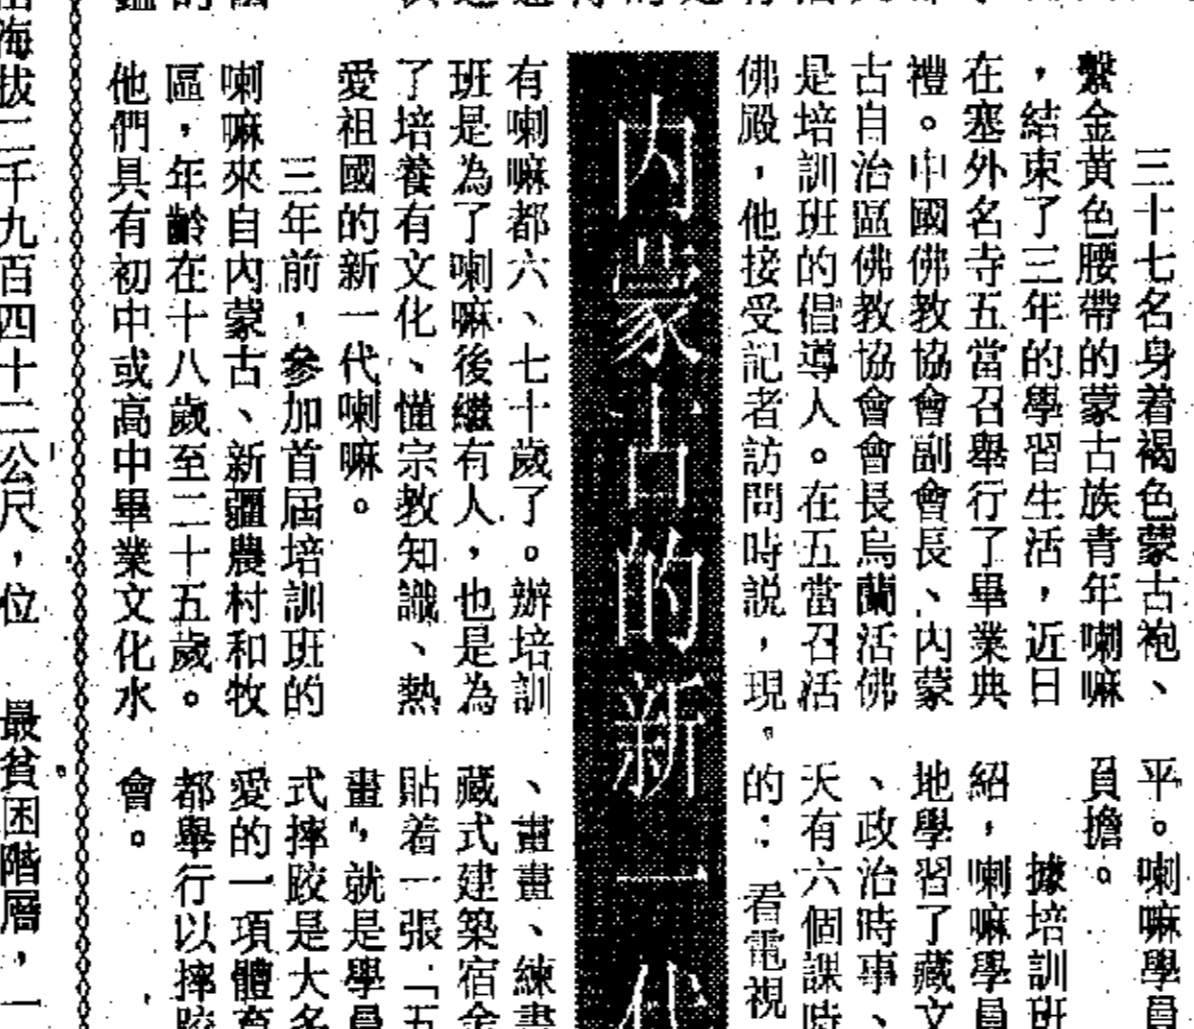 三十七名身着褐色蒙古袍、
繫金黃色腰帶的蒙古族青年喇嘛
，結束了三年的學習生活，近日
在塞外名寺五當召舉行了畢業典
禮。中國佛教協會副會長、內蒙
古自治區佛教協會會長烏蘭活佛
是培訓班的倡導人。在五當召活
佛殿，他接受記者訪問時説，現
內蒙古的新一代
有喇嘛都六、七十歲了。辦培訓
班是為了喇嘛後繼有人，也是為
了培養有文化、懂宗教知識、熱
愛祖國的新一代喇嘛。
三年前，參加首屆培訓班的
喇嘛來自內蒙古、新疆農村和牧
區，年齡在十八歲至二十五歲。
他們具有初中或高中畢業文化水
平。喇嘛學員
負擔。
據培訓班
紹，喇嘛學員
地學習了藏文
、政治時事、
天有六個課時
的：看電視
、畫畫、練書
藏式建築宿舍
貼着一張「五
畫，就是學員
式摔跤是大多
愛的一項體育
都舉行以摔跤
會。
海拔二千九百四十二公尺，位
最貧困階層，一